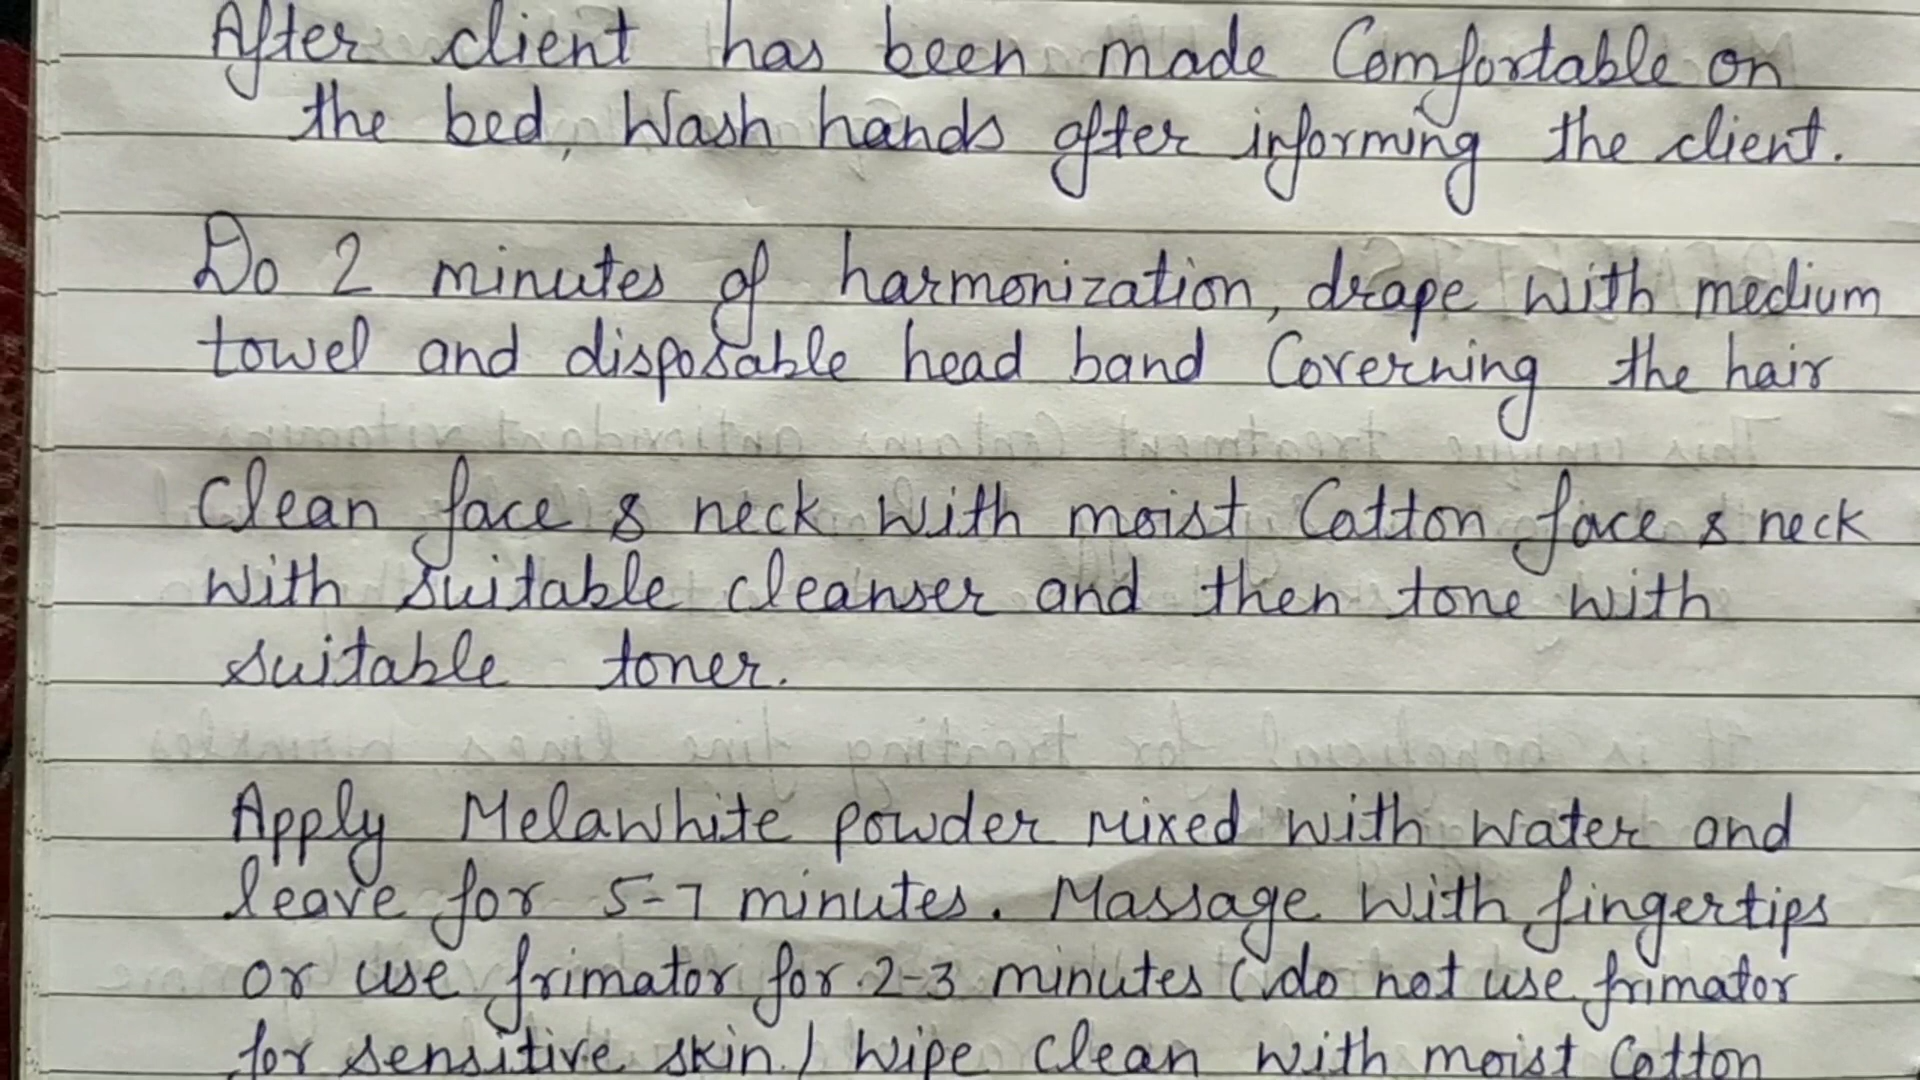 After client has been made Comfortable on
the bed, Wash hands after informing the client.
Do 2 minutes of harmonization, drape with medium
towel and disposable head band Coverning the hair
Clean face & neck with moist Cotton face & neck
with suitable cleanser and then tone with
suitable toner.
Apply Melawhite powder mixed with water and
leave for 5-7 minutes. Massage with fingertips
or use frimator for 2-3 minutes (do not use frimator
for sensitive skin.) Wipe clean with moist Cotton